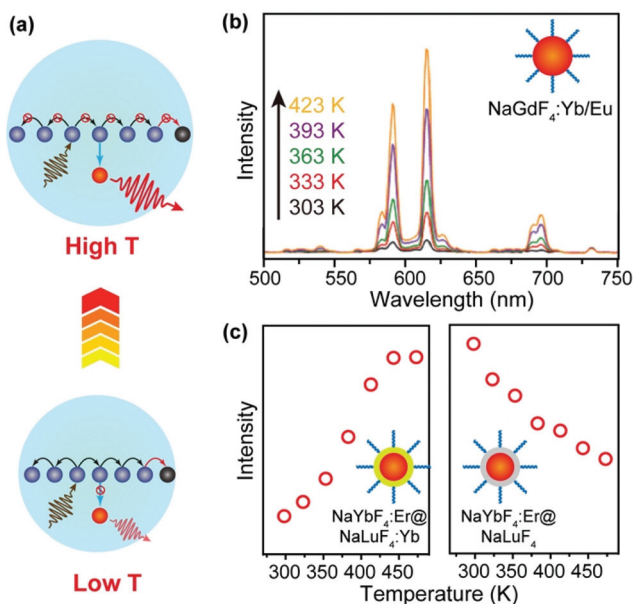 (a)
High T
Low T
(b)
Intensity
423 K
393 K
363 K
333 K
303 K
NaGdF₄:Yb/Eu
500 550 600 650 700 750
Wavelength (nm)
(c)
Intensity
NaYbF₄:Er@
NaLuF₄:Yb
NaYbF₄:Er@
NaLuF₄
300 350 400 450
300 350 400 450
Temperature (K)